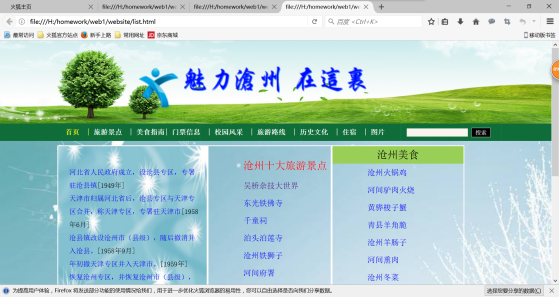 火狐主页
file:///H:/homework/web1/w
file:///H:/homework/web1/w
file:///H:/homework/web1/w
file:///H:/homework/web1/website/list.html
百度 <Ctrl+K>
最常访问 火狐官方站点 新手上路 常用网址 京东商城
移动版书签
魅力滄州 在這裏
首页 | 旅游景点 | 美食指南 | 门票信息 | 校园风采 | 旅游路线 | 历史文化 | 住宿 | 图片
搜索
河北省人民政府成立，设沧县专区，专署
驻沧县镇[1949年]
天津市归属河北省后，沧县专区与天津专
区合并，称天津专区，专署驻天津市[1958
年6月]
沧县镇改设沧州市（县级），随后撤消并
入沧县。[1958年9月]
年初撤天津专区并入天津市。[1959年]
恢复沧州专区，并恢复沧州市（县级），
沧州十大旅游景点
吴桥杂技大世界
东光铁佛寺
千童祠
泊头泊莲寺
沧州铁狮子
河间府署
沧州美食
沧州火锅鸡
河间驴肉火烧
黄骅梭子蟹
青县羊角脆
沧州羊肠子
河间熏肉
沧州冬菜
为提高用户体验，Firefox 将发送部分功能的使用情况给我们，用于进一步优化火狐浏览器的易用性，您可以自由选择是否向我们分享数据。
选择您要分享的数据(C)